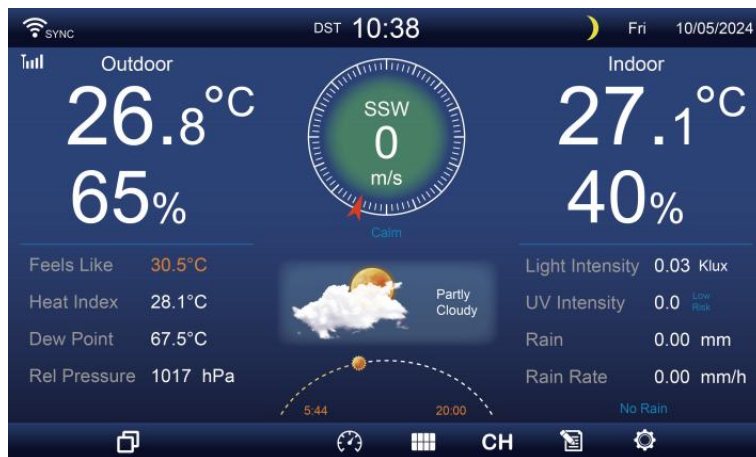 SYNC
DST 10:38
Fri 10/05/2024
Outdoor
26.8°C
65%
Feels Like 30.5°C
Heat Index 28.1°C
Dew Point 67.5°C
Rel Pressure 1017 hPa
SSW
0
m/s
Calm
Partly
Cloudy
5:44 20:00
Indoor
27.1°C
40%
Light Intensity 0.03 Klux
UV Intensity 0.0 Low
Risk
Rain 0.00 mm
Rain Rate 0.00 mm/h
No Rain
CH